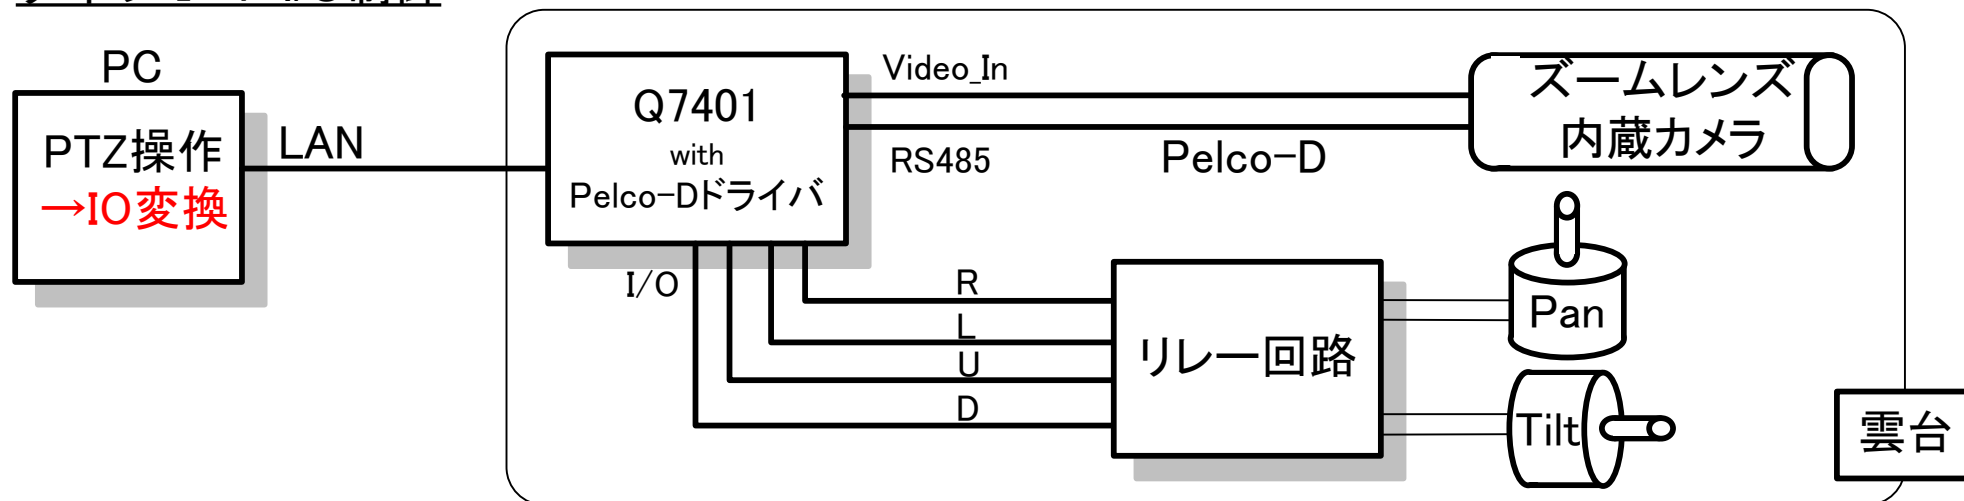 PC
PTZ操作
→IO変換
LAN
Q7401
with
Pelco-Dドライバ
Video_In
RS485
Pelco-D
ズームレンズ
内蔵カメラ
I/O
R
L
U
D
リレー回路
Pan
Tilt
雲台